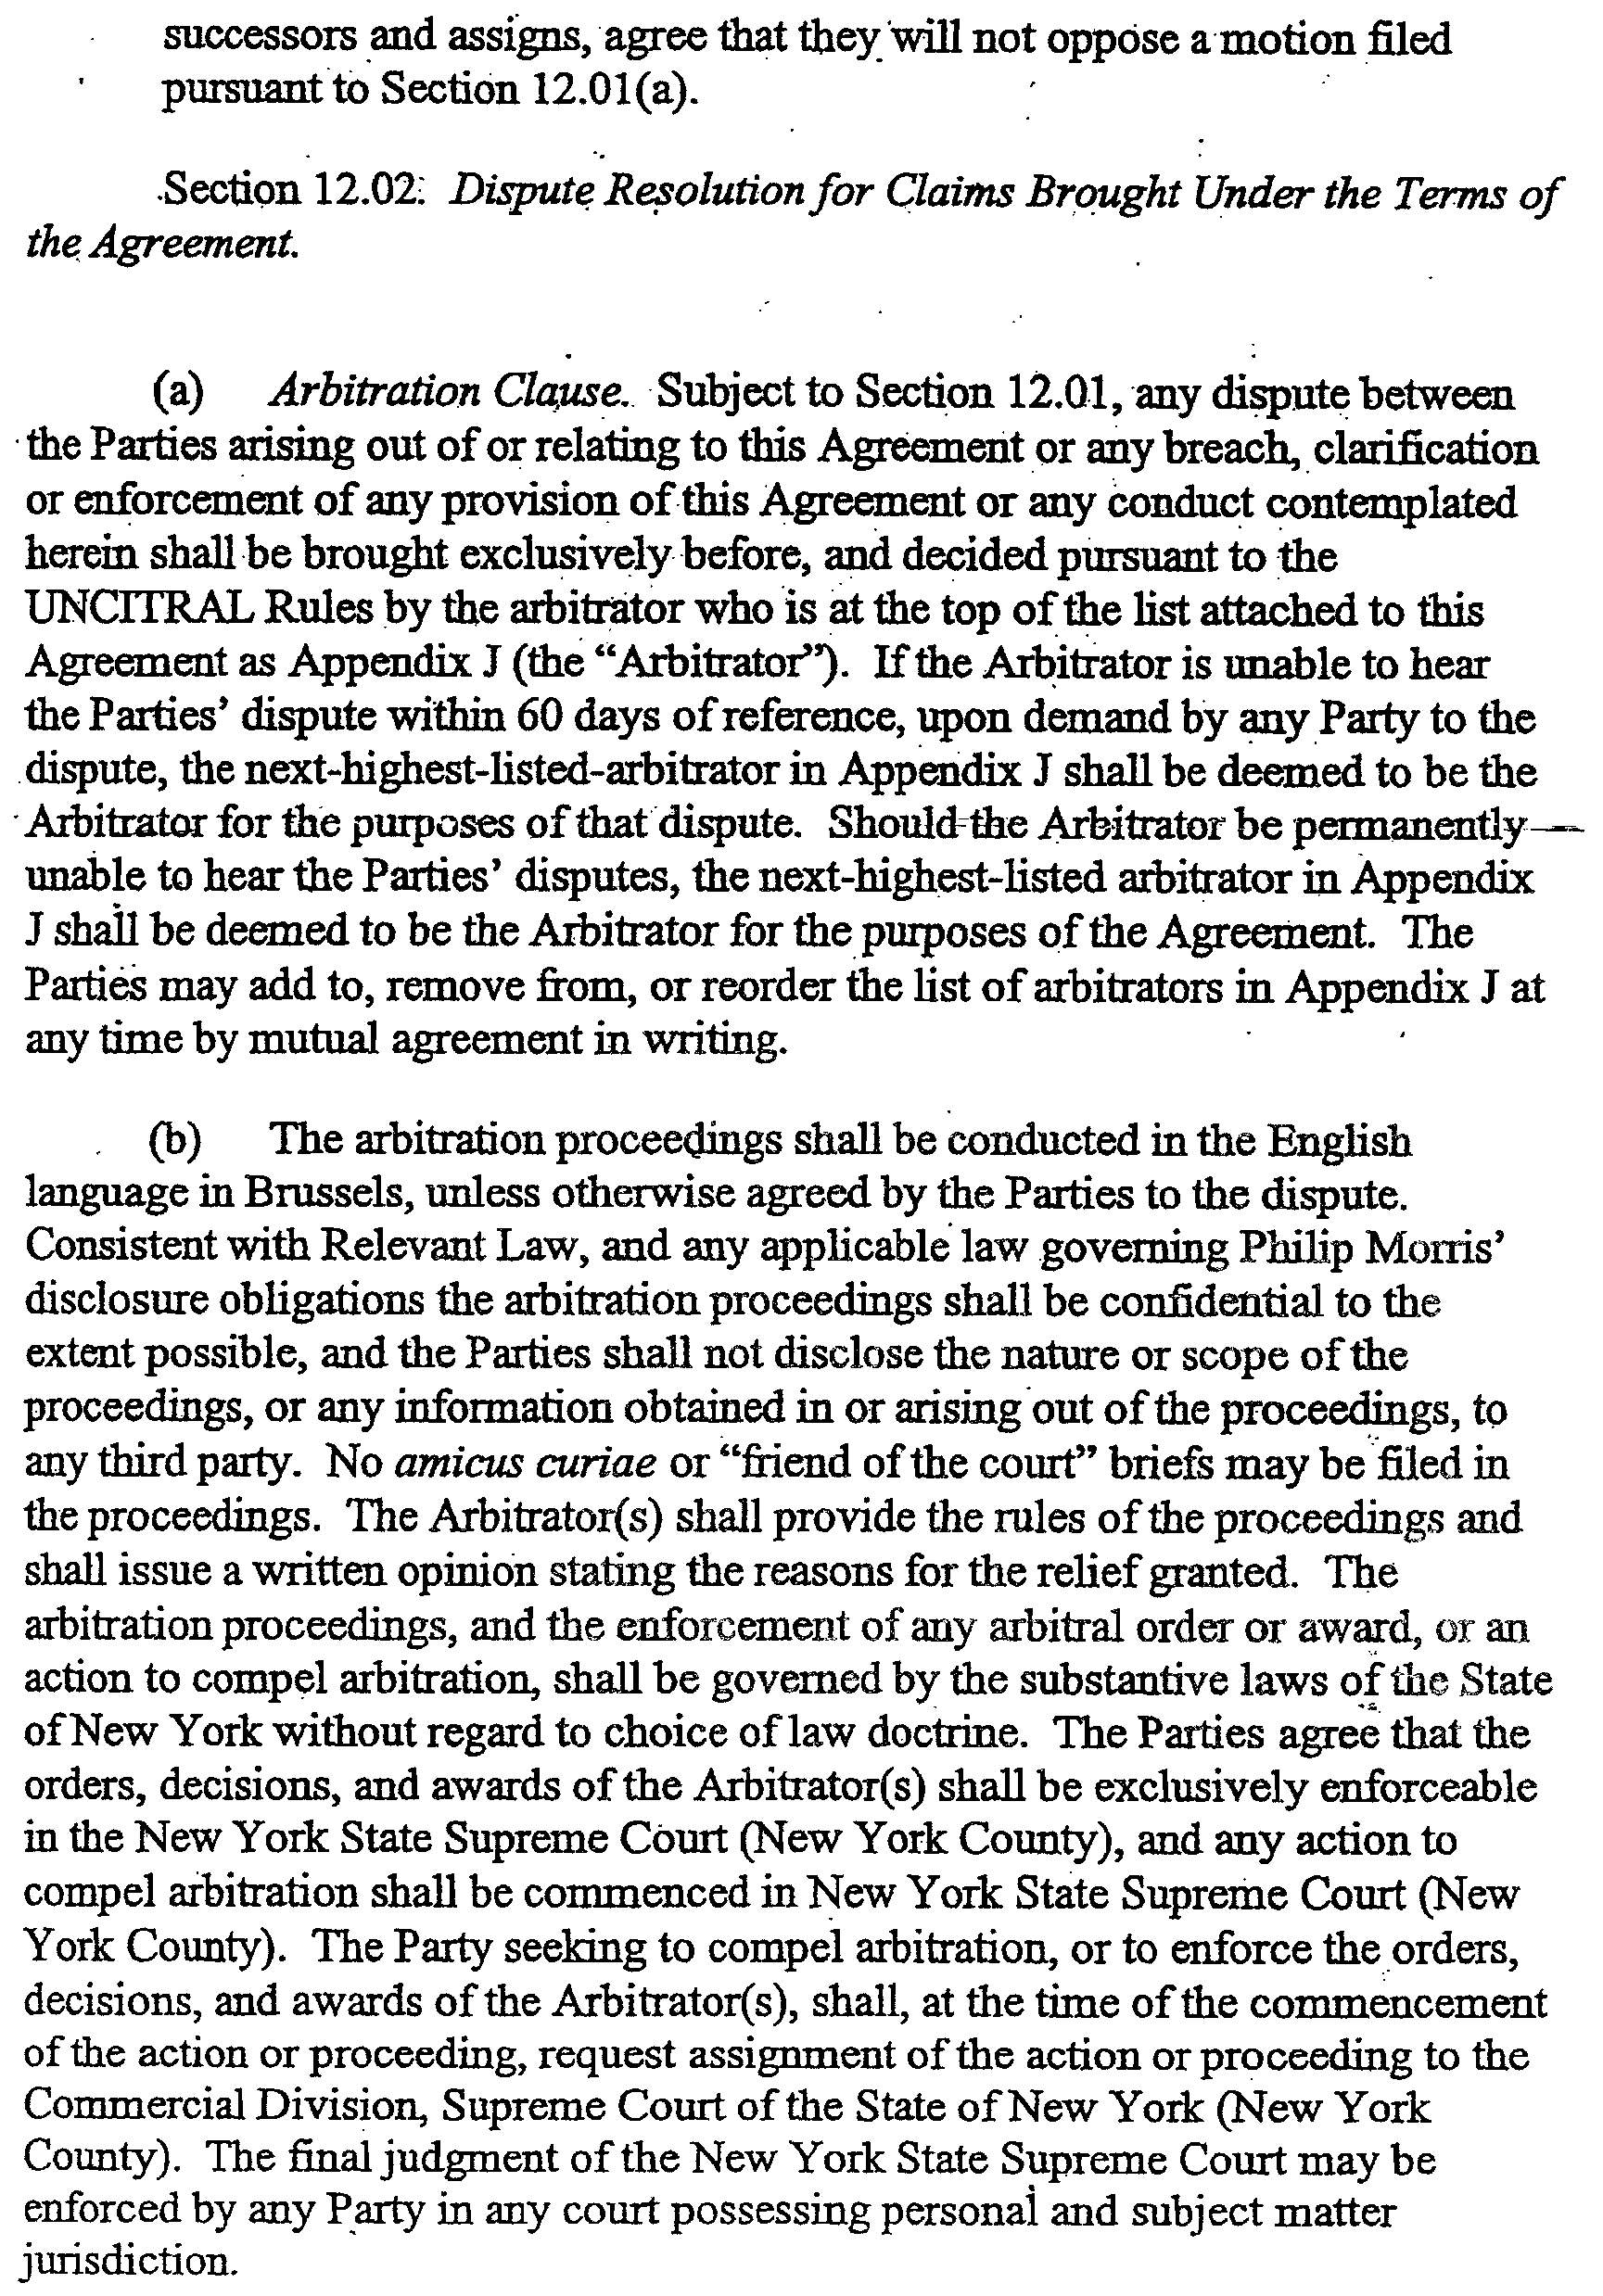 successors and assigns, agree that they will not oppose a motion filed
pursuant to Section 12.01(a).
Section 12.02: Dispute Resolution for Claims Brought Under the Terms of
the Agreement.
(a) Arbitration Clause. Subject to Section 12.01, any dispute between
the Parties arising out of or relating to this Agreement or any breach, clarification
or enforcement of any provision of this Agreement or any conduct contemplated
herein shall be brought exclusively before, and decided pursuant to the
UNCITRAL Rules by the arbitrator who is at the top of the list attached to this
Agreement as Appendix J (the “Arbitrator”). If the Arbitrator is unable to hear
the Parties’ dispute within 60 days of reference, upon demand by any Party to the
dispute, the next-highest-listed-arbitrator in Appendix J shall be deemed to be the
Arbitrator for the purposes of that dispute. Should the Arbitrator be permanently
unable to hear the Parties’ disputes, the next-highest-listed arbitrator in Appendix
J shall be deemed to be the Arbitrator for the purposes of the Agreement. The
Parties may add to, remove from, or reorder the list of arbitrators in Appendix J at
any time by mutual agreement in writing.
(b) The arbitration proceedings shall be conducted in the English
language in Brussels, unless otherwise agreed by the Parties to the dispute.
Consistent with Relevant Law, and any applicable law governing Philip Morris’
disclosure obligations the arbitration proceedings shall be confidential to the
extent possible, and the Parties shall not disclose the nature or scope of the
proceedings, or any information obtained in or arising out of the proceedings, to
any third party. No amicus curiae or “friend of the court” briefs may be filed in
the proceedings. The Arbitrator(s) shall provide the rules of the proceedings and
shall issue a written opinion stating the reasons for the relief granted. The
arbitration proceedings, and the enforcement of any arbitral order or award, or an
action to compel arbitration, shall be governed by the substantive laws of the State
of New York without regard to choice of law doctrine. The Parties agree that the
orders, decisions, and awards of the Arbitrator(s) shall be exclusively enforceable
in the New York State Supreme Court (New York County), and any action to
compel arbitration shall be commenced in New York State Supreme Court (New
York County). The Party seeking to compel arbitration, or to enforce the orders,
decisions, and awards of the Arbitrator(s), shall, at the time of the commencement
of the action or proceeding, request assignment of the action or proceeding to the
Commercial Division, Supreme Court of the State of New York (New York
County). The final judgment of the New York State Supreme Court may be
enforced by any Party in any court possessing personal and subject matter
jurisdiction.